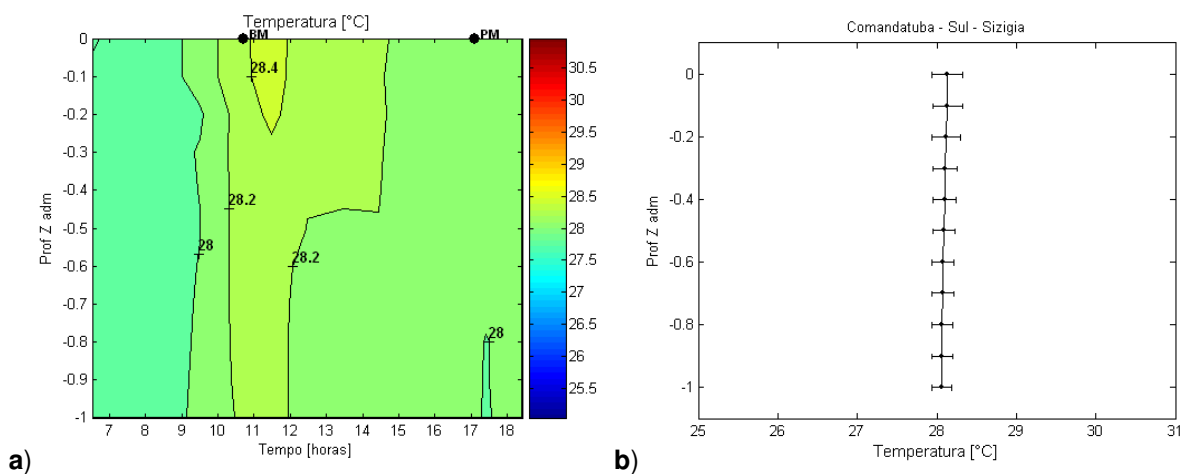 Temperatura [°C]
BM
PM
28.4
28.2
28
28.2
28
0
-0.1
-0.2
-0.3
-0.4
-0.5
-0.6
-0.7
-0.8
-0.9
-1
Prof Z adm
7 8 9 10 11 12 13 14 15 16 17 18
Tempo [horas]
30.5
30
29.5
29
28.5
28
27.5
27
26.5
26
25.5
a)
Comandatuba - Sul - Sizigia
0
-0.2
-0.4
-0.6
-0.8
-1
Prof Z adm
25 26 27 28 29 30 31
Temperatura [°C]
b)